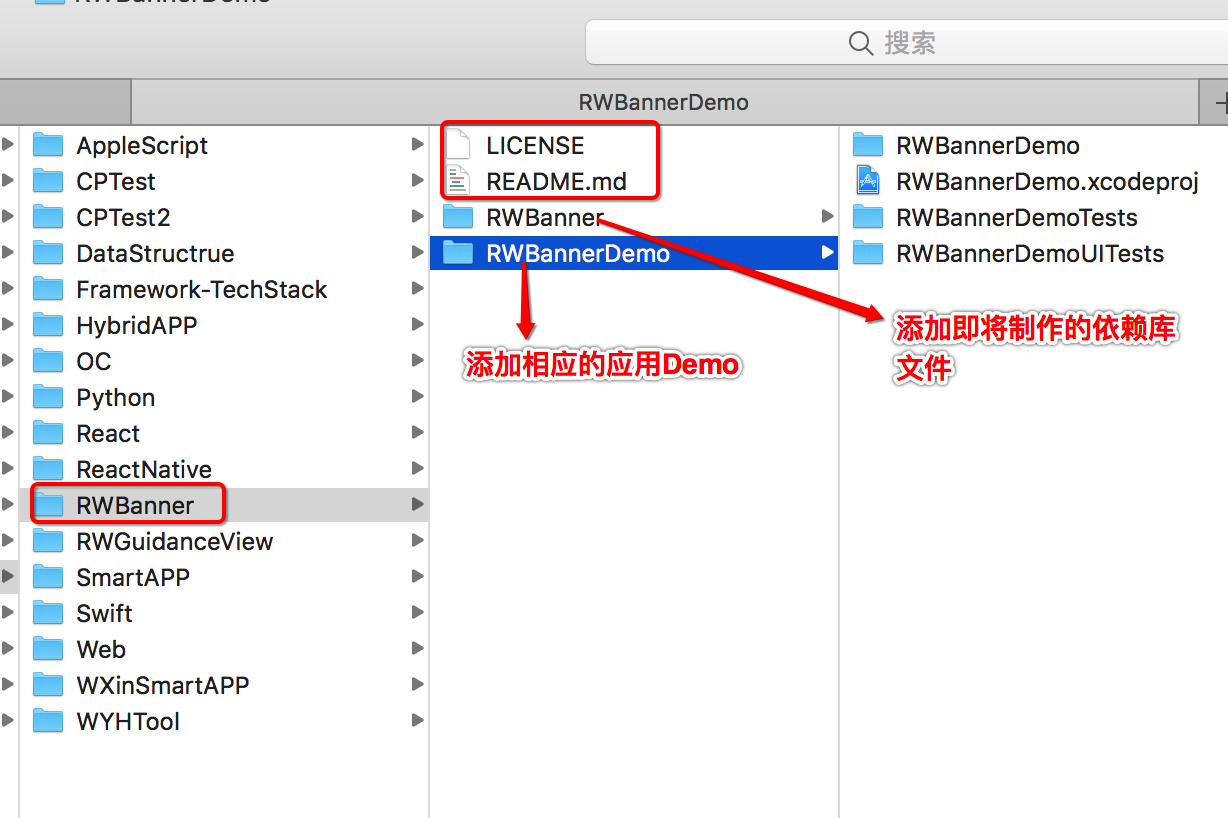 RWBannerDemo
搜索
RWBannerDemo
AppleScript
CPTest
CPTest2
DataStructrue
Framework-TechStack
HybridAPP
OC
Python
React
ReactNative
RWBanner
RWGuidanceView
SmartAPP
Swift
Web
WXinSmartAPP
WYHTool
LICENSE
README.md
RWBanner
RWBannerDemo
添加相应的应用Demo
RWBannerDemo
RWBannerDemo.xcodeproj
RWBannerDemoTests
RWBannerDemoUITests
添加即将制作的依赖库
文件